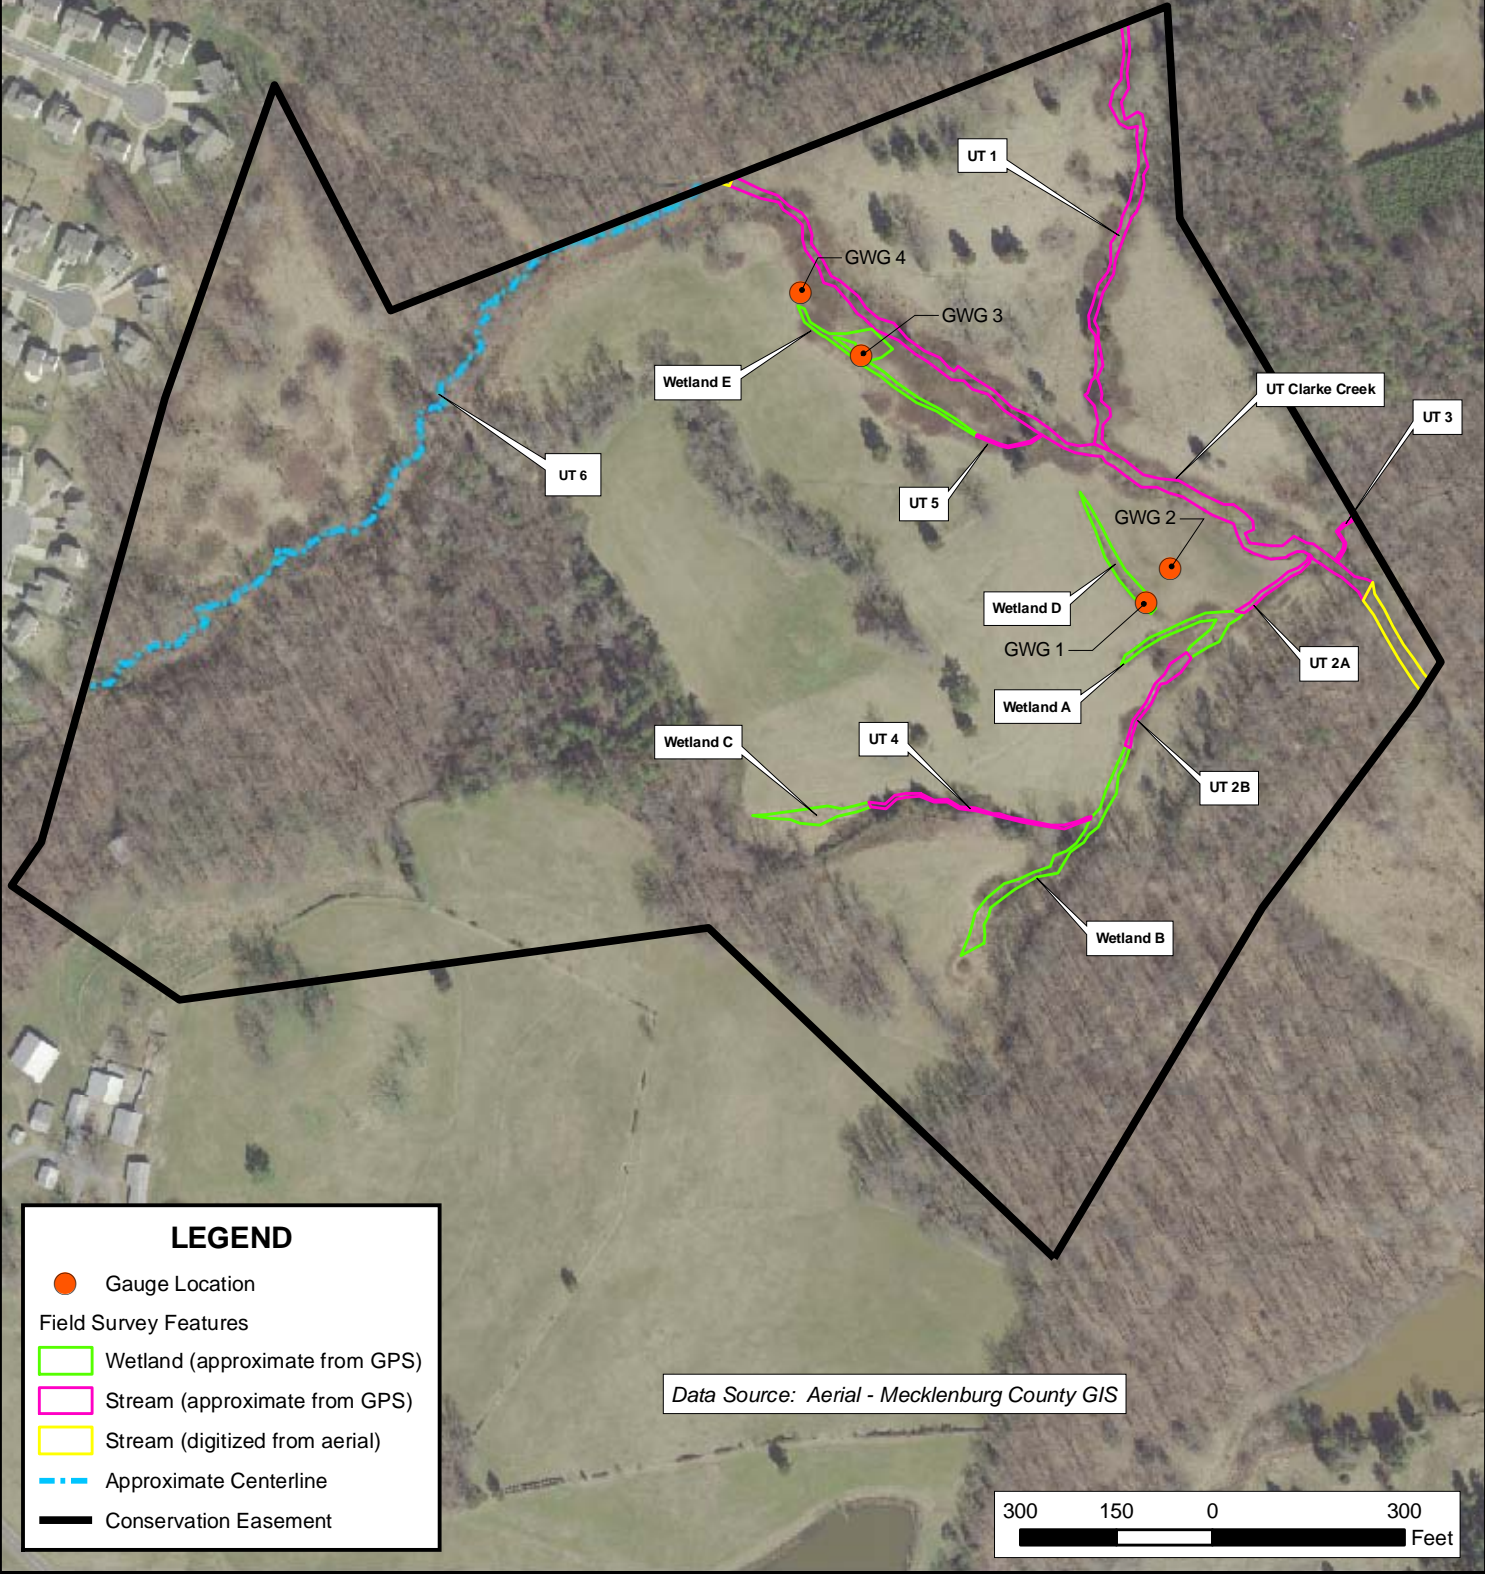 UT 1
GWG 4
GWG 3
Wetland E
UT Clarke Creek
UT 3
UT 6
UT 5
GWG 2
Wetland D
GWG 1
UT 2A
Wetland A
Wetland C
UT 4
UT 2B
Wetland B
LEGEND
Gauge Location
Field Survey Features
Wetland (approximate from GPS)
Stream (approximate from GPS)
Stream (digitized from aerial)
Approximate Centerline
Conservation Easement
Data Source: Aerial - Mecklenburg County GIS
300 150 0 300
Feet